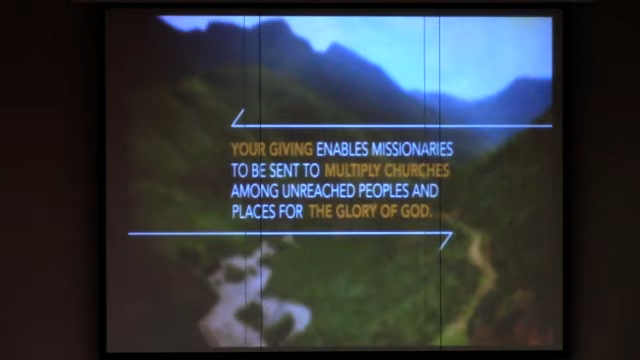 YOUR GIVING ENABLES MISSIONARIES
TO BE SENT TO MULTIPLY CHURCHES
AMONG UNREACHED PEOPLES AND
PLACES FOR THE GLORY OF GOD.